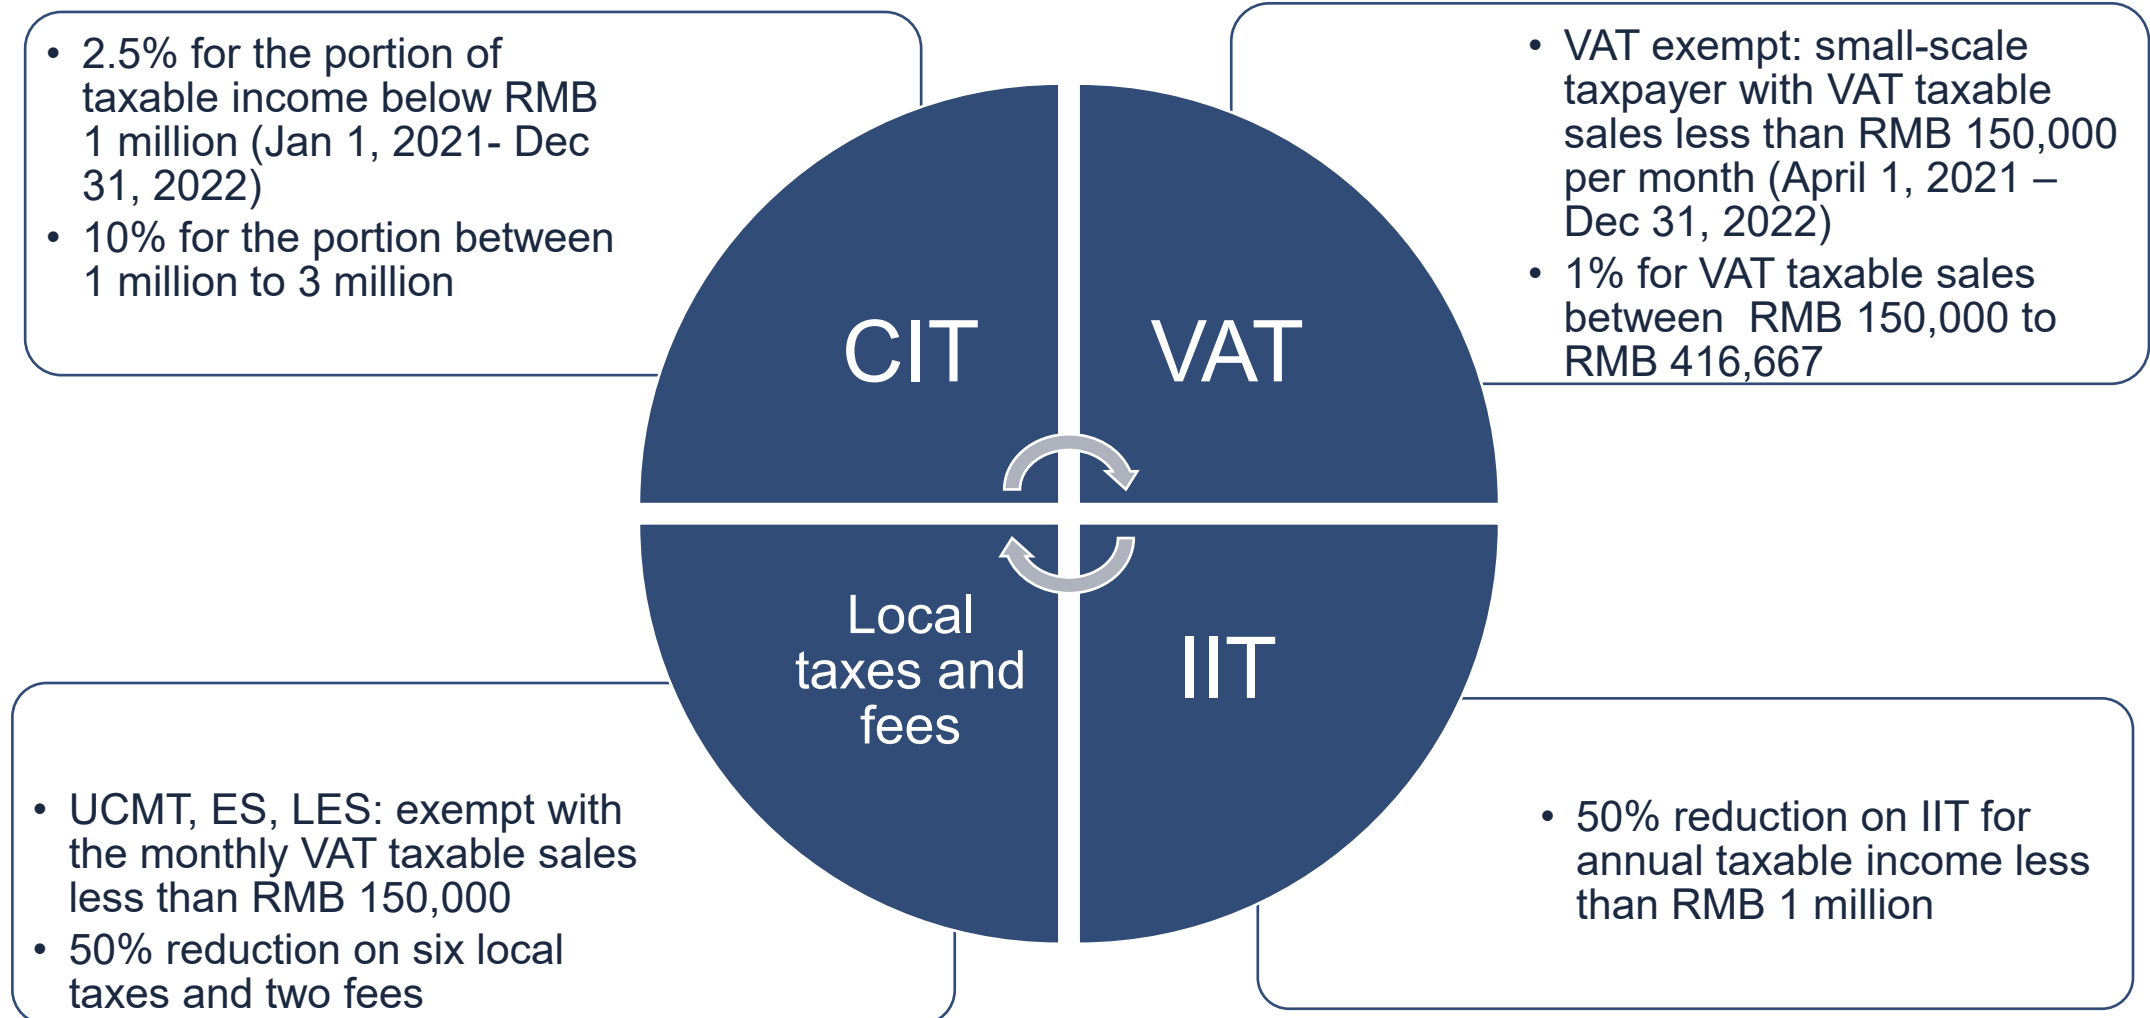 • 2.5% for the portion of
taxable income below RMB
1 million (Jan 1, 2021- Dec
31, 2022)
• 10% for the portion between
1 million to 3 million
• VAT exempt: small-scale
taxpayer with VAT taxable
sales less than RMB 150,000
per month (April 1, 2021 –
Dec 31, 2022)
• 1% for VAT taxable sales
between  RMB 150,000 to
RMB 416,667
CIT
VAT
Local
taxes and
fees
IIT
• UCMT, ES, LES: exempt with
the monthly VAT taxable sales
less than RMB 150,000
• 50% reduction on six local
taxes and two fees
• 50% reduction on IIT for
annual taxable income less
than RMB 1 million